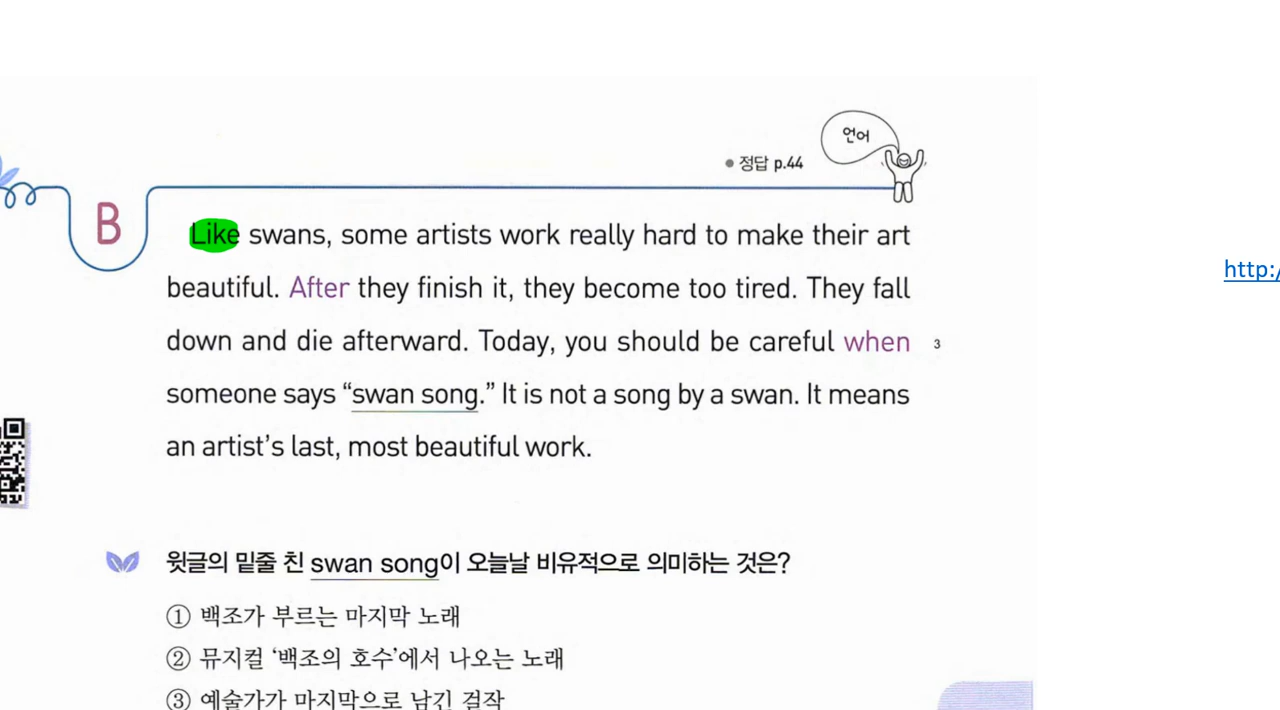 언어
● 정답 p.44
B
Like swans, some artists work really hard to make their art
beautiful. After they finish it, they become too tired. They fall
down and die afterward. Today, you should be careful when
3
someone says “swan song.” It is not a song by a swan. It means
an artist’s last, most beautiful work.
http:/
윗글의 밑줄 친 swan song이 오늘날 비유적으로 의미하는 것은?
① 백조가 부르는 마지막 노래
② 뮤지컬 ‘백조의 호수’에서 나오는 노래
③ 예술가가 마지막으로 남긴 걸작